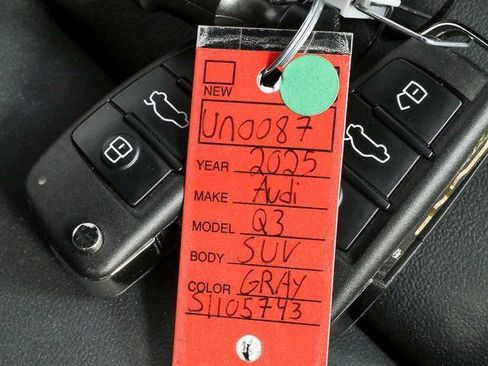 NEW
UN0087
YEAR 2025
MAKE Audi
MODEL Q3
BODY SUV
COLOR GRAY
S1105743